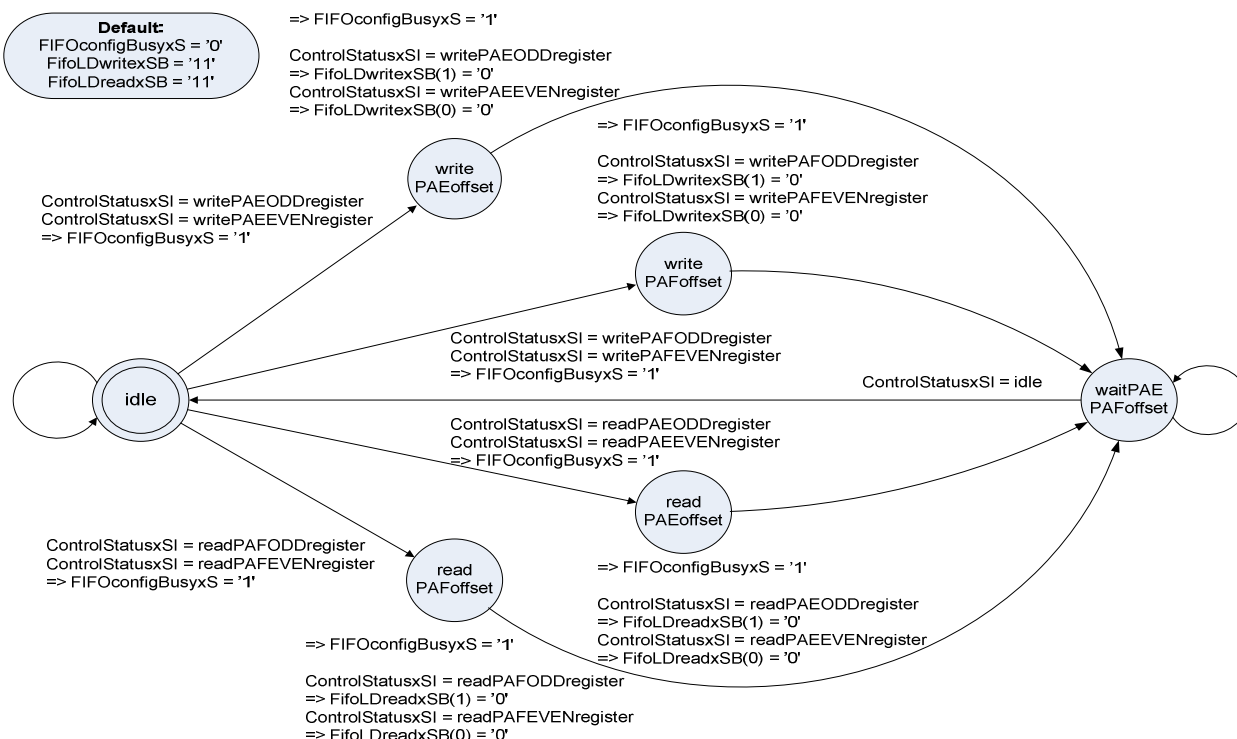 Default:
FIFOconfigBusyxS = '0'
FifoLDwritexSB = '11'
FifoLDreadxSB = '11'
=> FIFOconfigBusyxS = '1'
ControlStatusxSI = writePAEODDregister
=> FifoLDwritexSB(1) = '0'
ControlStatusxSI = writePAEEVENregister
=> FifoLDwritexSB(0) = '0'
write
PAEoffset
ControlStatusxSI = writePAEODDregister
ControlStatusxSI = writePAEEVENregister
=> FIFOconfigBusyxS = '1'
=> FIFOconfigBusyxS = '1'
ControlStatusxSI = writePAFODDregister
=> FifoLDwritexSB(1) = '0'
ControlStatusxSI = writePAFEVENregister
=> FifoLDwritexSB(0) = '0'
write
PAFoffset
ControlStatusxSI = writePAFODDregister
ControlStatusxSI = writePAFEVENregister
=> FIFOconfigBusyxS = '1'
idle
ControlStatusxSI = idle
waitPAE
PAFoffset
ControlStatusxSI = readPAEODDregister
ControlStatusxSI = readPAEEVENregister
=> FIFOconfigBusyxS = '1'
read
PAEoffset
ControlStatusxSI = readPAFODDregister
ControlStatusxSI = readPAFEVENregister
=> FIFOconfigBusyxS = '1'
read
PAFoffset
=> FIFOconfigBusyxS = '1'
ControlStatusxSI = readPAEODDregister
=> FifoLDreadxSB(1) = '0'
ControlStatusxSI = readPAEEVENregister
=> FifoLDreadxSB(0) = '0'
=> FIFOconfigBusyxS = '1'
ControlStatusxSI = readPAFODDregister
=> FifoLDreadxSB(1) = '0'
ControlStatusxSI = readPAFEVENregister
=> FifoLDreadxSB(0) = '0'